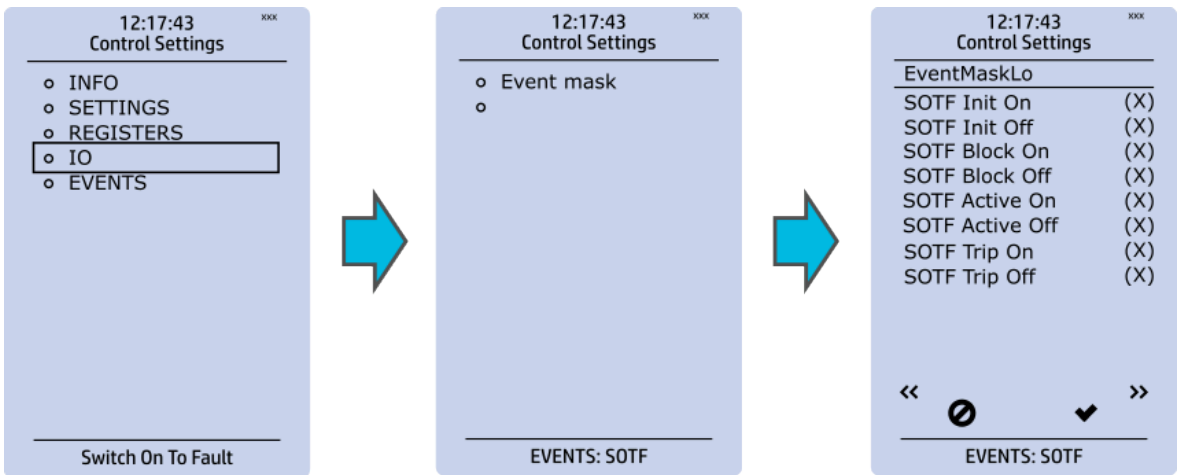 12:17:43 xxx
Control Settings
INFO
SETTINGS
REGISTERS
IO
EVENTS
Switch On To Fault
12:17:43 xxx
Control Settings
Event mask
EVENTS: SOTF
12:17:43 xxx
Control Settings
EventMaskLo
SOTF Init On (X)
SOTF Init Off (X)
SOTF Block On (X)
SOTF Block Off (X)
SOTF Active On (X)
SOTF Active Off (X)
SOTF Trip On (X)
SOTF Trip Off (X)
<< >>
EVENTS: SOTF